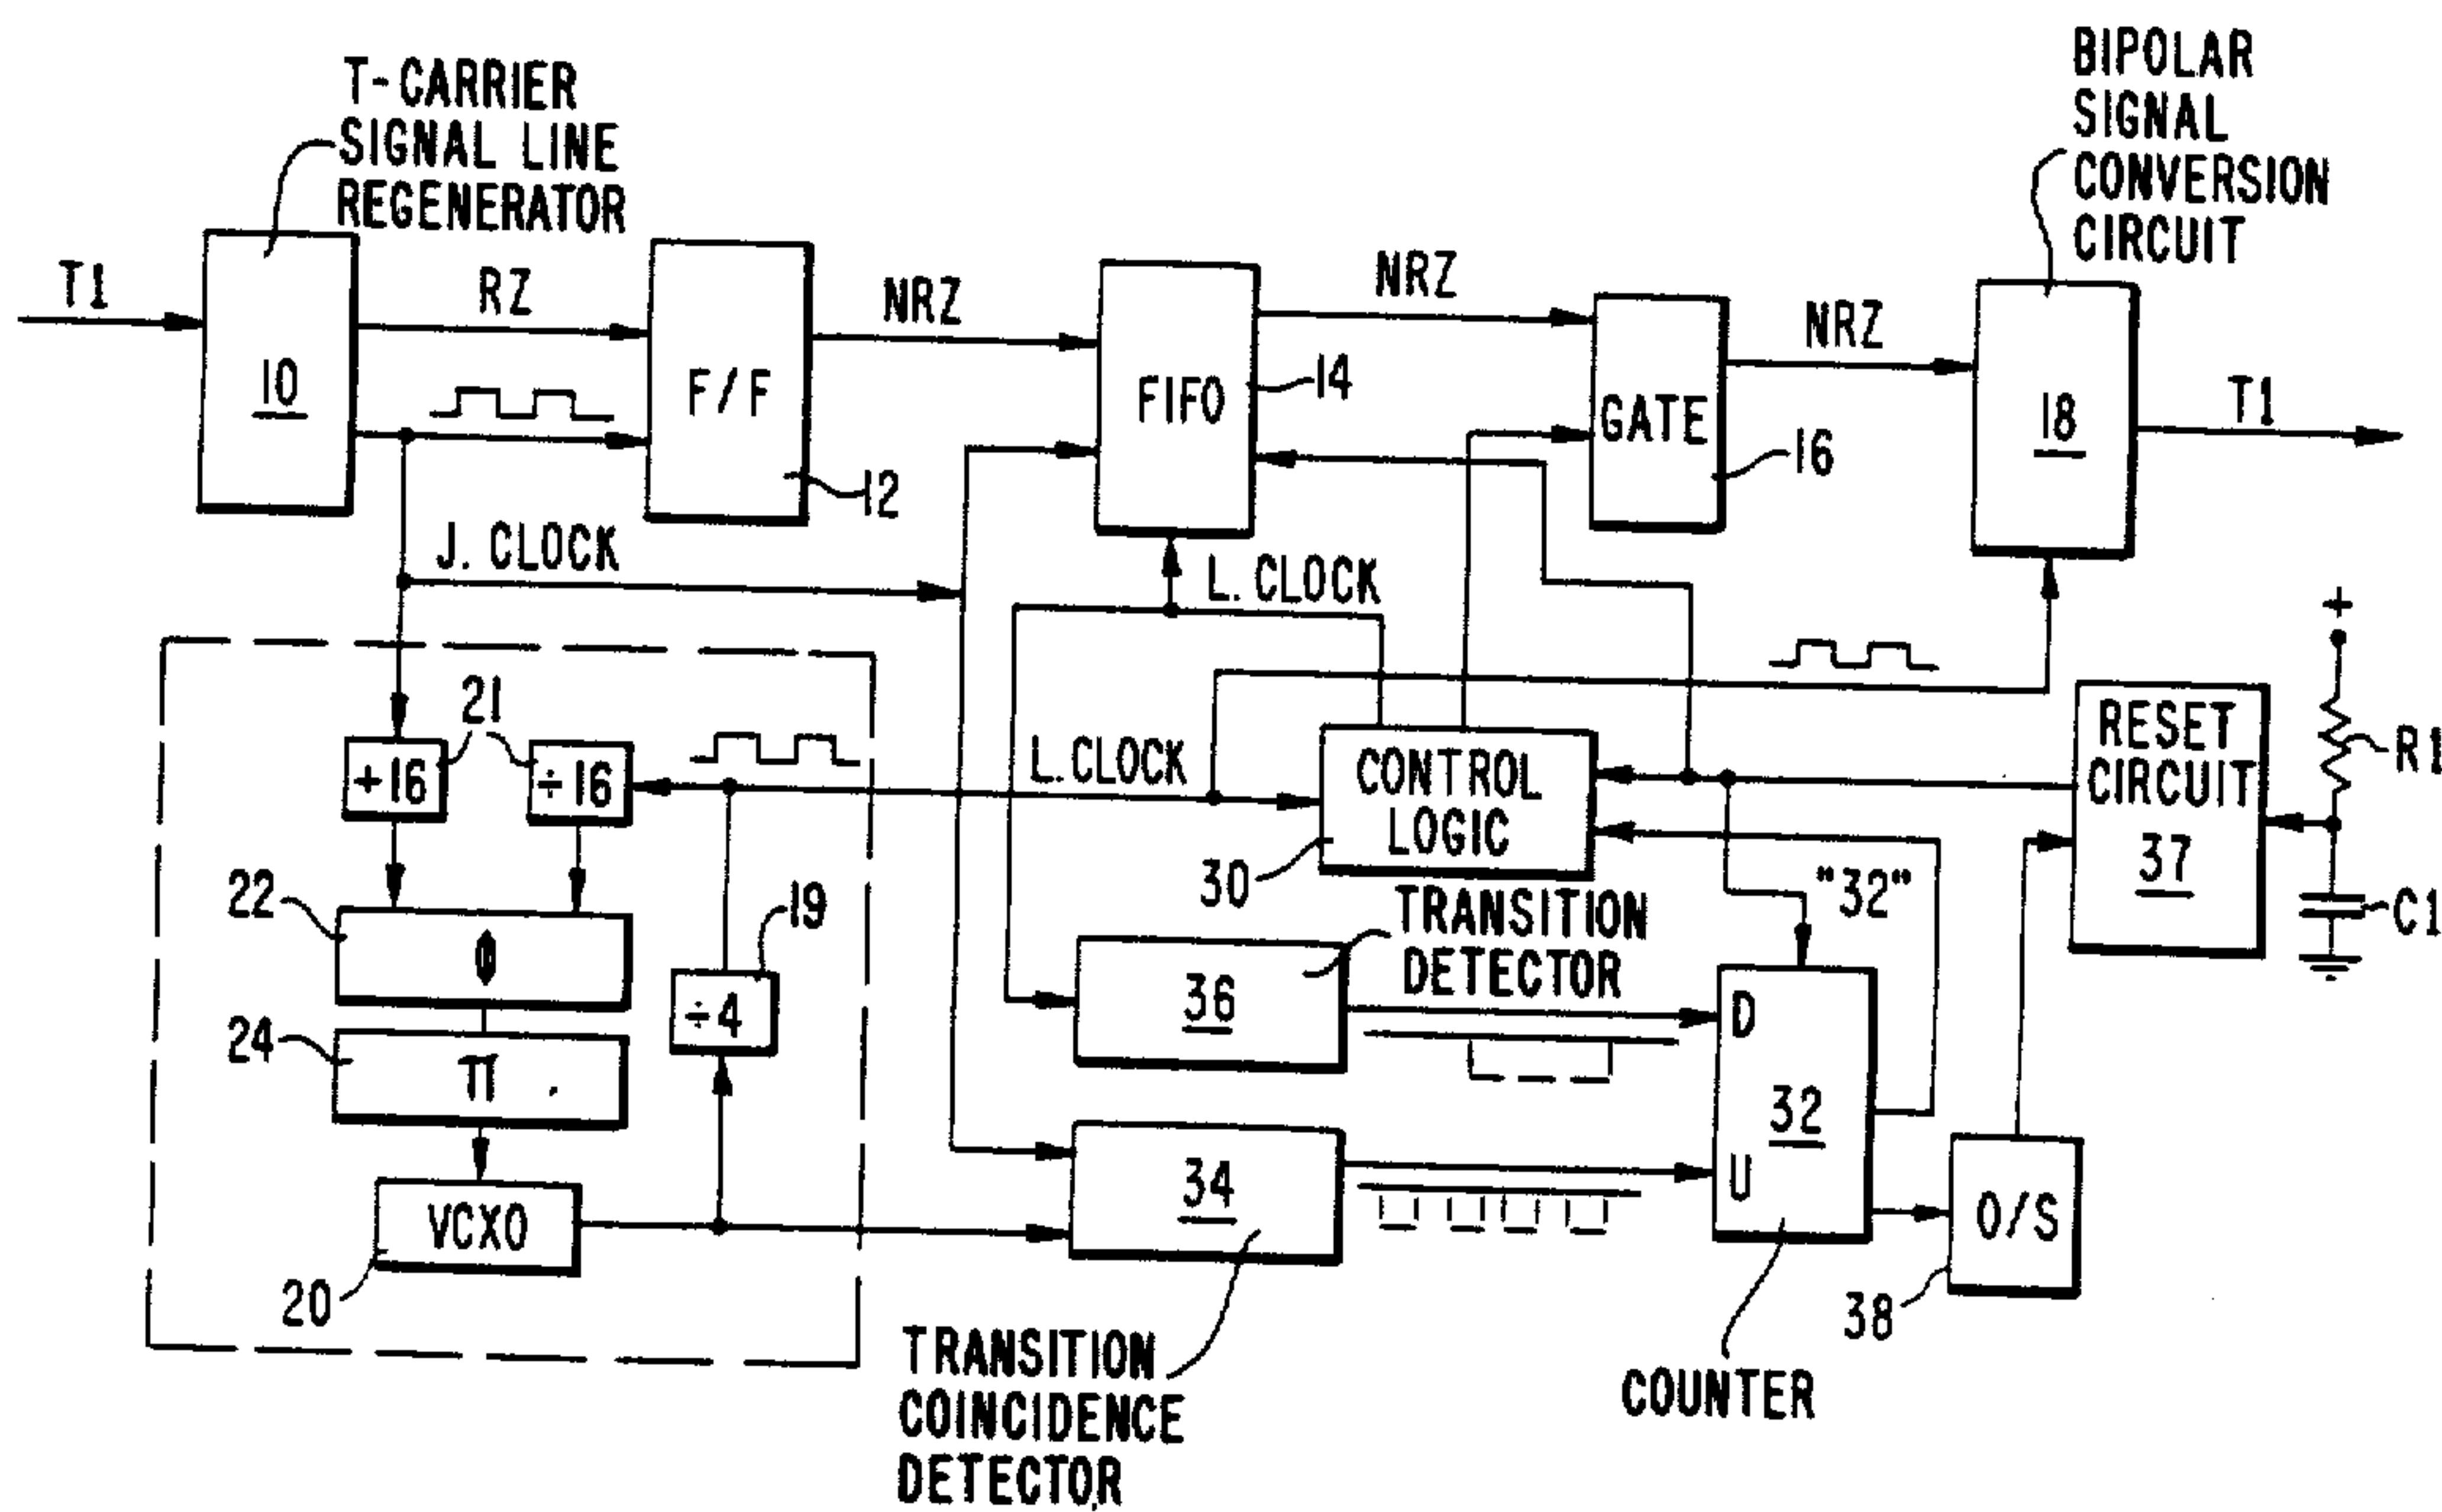 T-CARRIER
SIGNAL LINE
REGENERATOR
BIPOLAR
SIGNAL
CONVERSION
CIRCUIT
T1
10
RZ
F/F
12
NRZ
FIFO
14
NRZ
GATE
16
NRZ
18
T1
J. CLOCK
L. CLOCK
+
21
+16
÷16
L. CLOCK
CONTROL
LOGIC
30
RESET
CIRCUIT
37
R1
C1
"32"
22
Φ
19
÷4
24
π
VCXO
20
TRANSITION
DETECTOR
36
D
32
U
34
O/S
38
TRANSITION
COINCIDENCE
DETECTOR
COUNTER